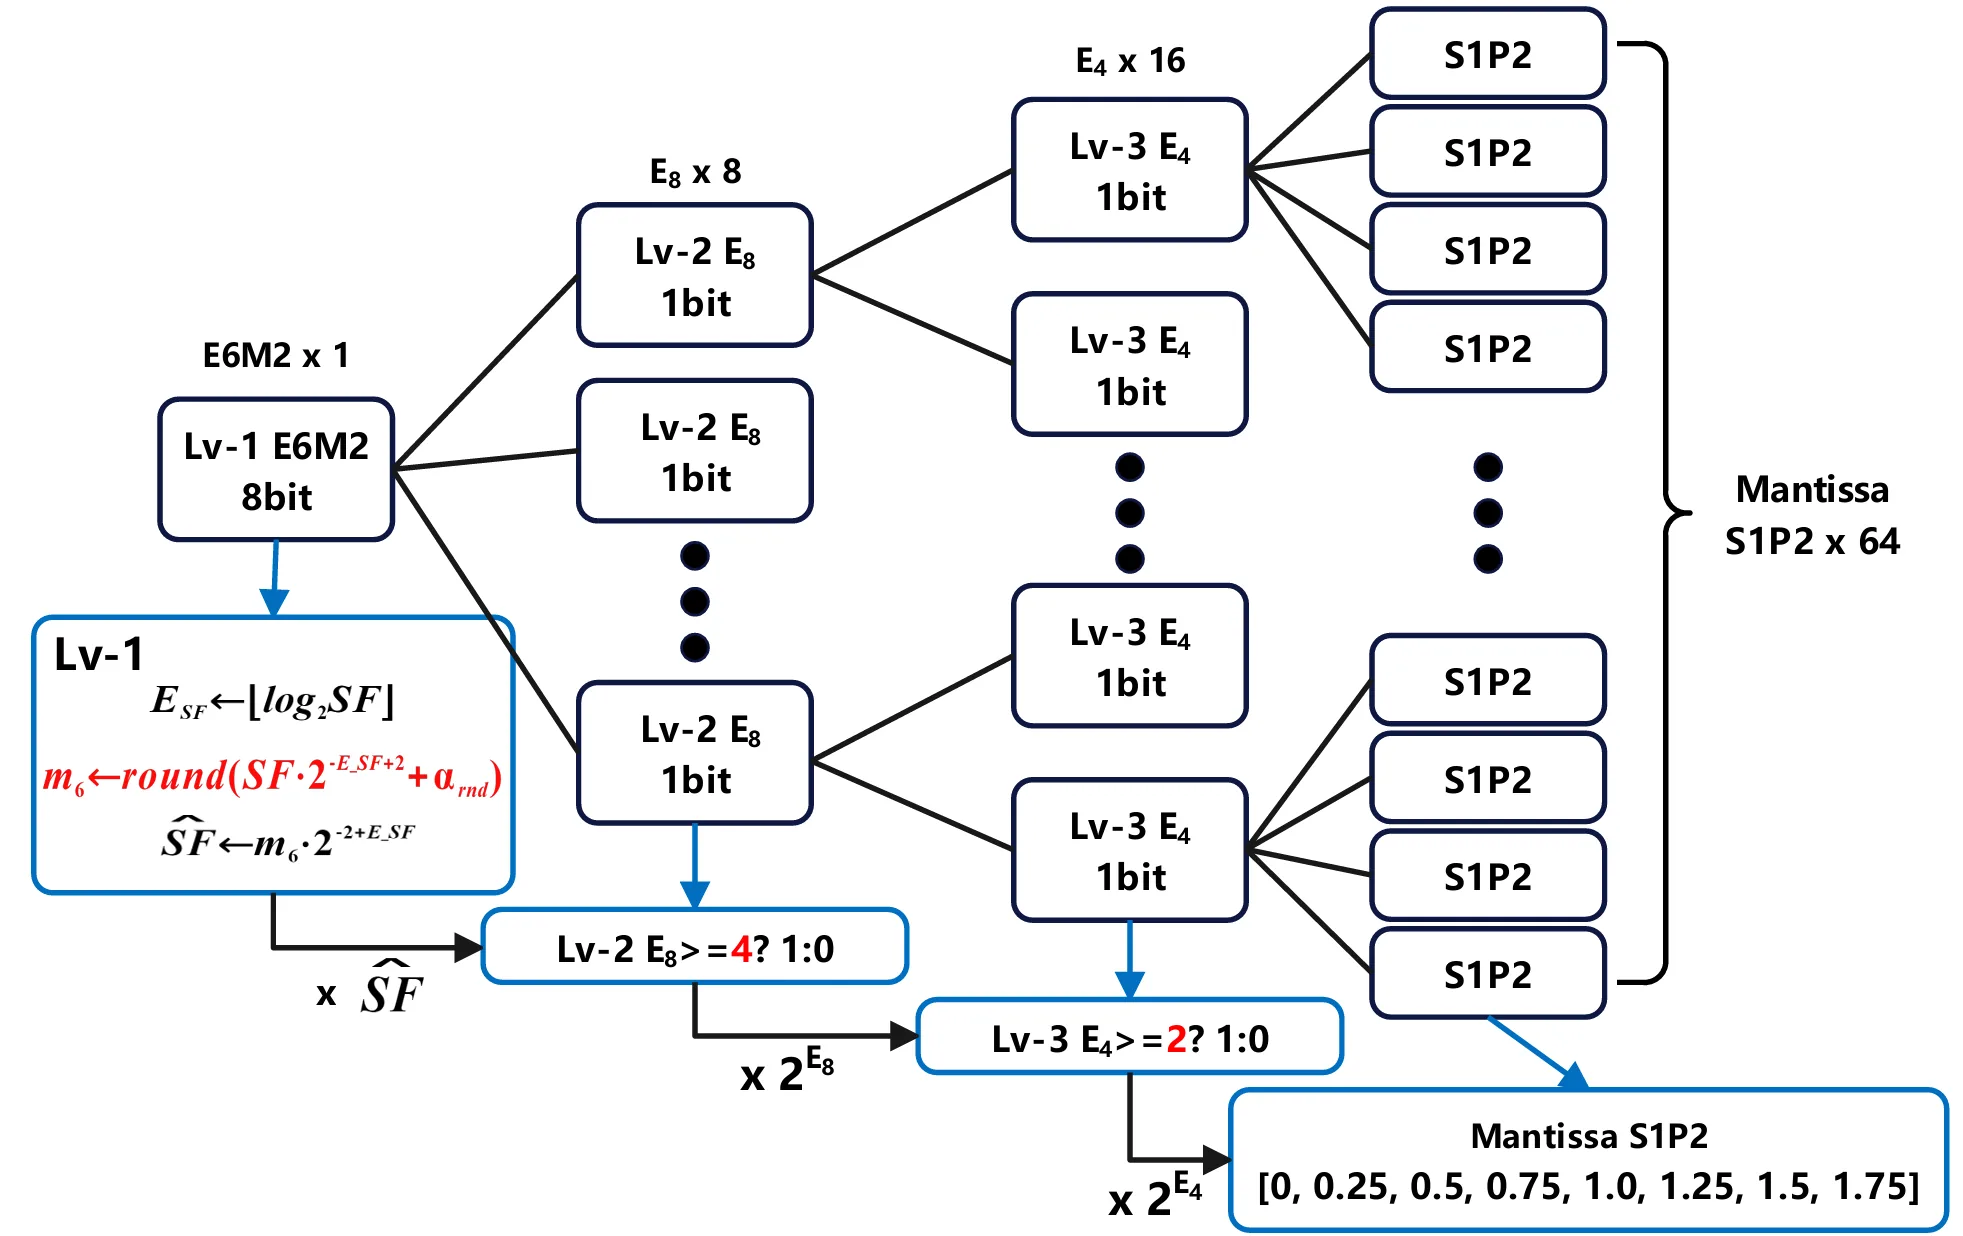 E6M2 x 1
Lv-1 E6M2
8bit
E₈ x 8
Lv-2 E₈
1bit
Lv-2 E₈
1bit
Lv-2 E₈
1bit
E₄ x 16
Lv-3 E₄
1bit
Lv-3 E₄
1bit
Lv-3 E₄
1bit
Lv-3 E₄
1bit
S1P2
S1P2
S1P2
S1P2
S1P2
S1P2
S1P2
S1P2
Mantissa
S1P2 x 64
Lv-1
E_SF←⌊log₂SF⌋
m₆←round(SF·2^{-E_SF+2}+α_rnd)
\widehat{SF}←m₆·2^{-2+E_SF}
x \widehat{SF}
Lv-2 E₈>=4? 1:0
x 2^{E₈}
Lv-3 E₄>=2? 1:0
x 2^{E₄}
Mantissa S1P2
[0, 0.25, 0.5, 0.75, 1.0, 1.25, 1.5, 1.75]